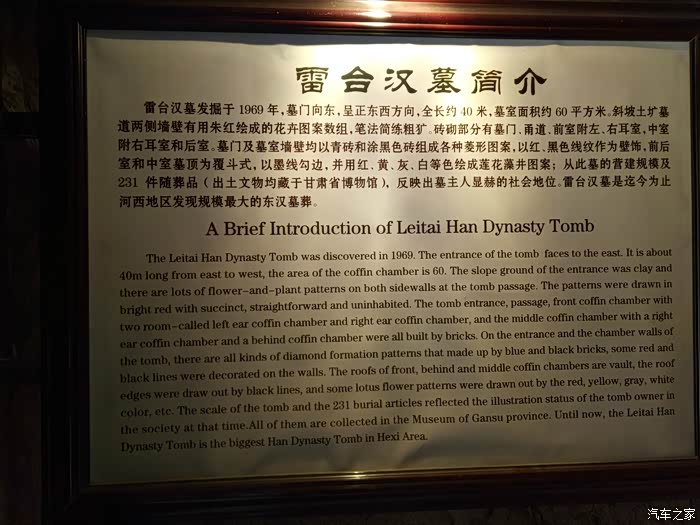 雷台汉墓简介
雷台汉墓发掘于1969年，墓门向东，呈正东西方向，全长约40米，墓室面积约60平方米。斜坡土圹墓
道两侧墙壁有用朱红绘成的花卉图案数组，笔法简练粗犷。砖砌部分有墓门、甬道、前室附左、右耳室，中室
附右耳室和后室。墓门及墓室墙壁均以青砖和涂黑色砖组成各种菱形图案，以红、黑色线纹作为壁饰，前后
室和中室墓顶为覆斗式，以墨线勾边，并用红、黄、灰、白等色绘成莲花藻井图案；从此墓的营建规模及
231 件随葬品（出土文物均藏于甘肃省博物馆），反映出墓主人显赫的社会地位。雷台汉墓是迄今为止
河西地区发现规模最大的东汉墓葬。
A Brief Introduction of Leitai Han Dynasty Tomb
The Leitai Han Dynasty Tomb was discovered in 1969. The entrance of the tomb faces to the east. It is about
40m long from east to west, the area of the coffin chamber is 60. The slope ground of the entrance was clay and
there are lots of flower-and-plant patterns on both sidewalls at the tomb passage. The patterns were drawn in
bright red with succinct, straightforward and uninhabited. The tomb entrance, passage, front coffin chamber with
two room-called left ear coffin chamber and right ear coffin chamber, and the middle coffin chamber with a right
ear coffin chamber and a behind coffin chamber were all built by bricks. On the entrance and the chamber walls of
the tomb, there are all kinds of diamond formation patterns that made up by blue and black bricks, some red and
black lines were decorated on the walls. The roofs of front, behind and middle coffin chambers are vault, the roof
edges were draw out by black lines, and some lotus flower patterns were drawn out by the red, yellow, gray, white
color, etc. The scale of the tomb and the 231 burial articles reflected the illustration status of the tomb owner in
the society at that time.All of them are collected in the Museum of Gansu province. Until now, the Leitai Han
Dynasty Tomb is the biggest Han Dynasty Tomb in Hexi Area.
汽车之家